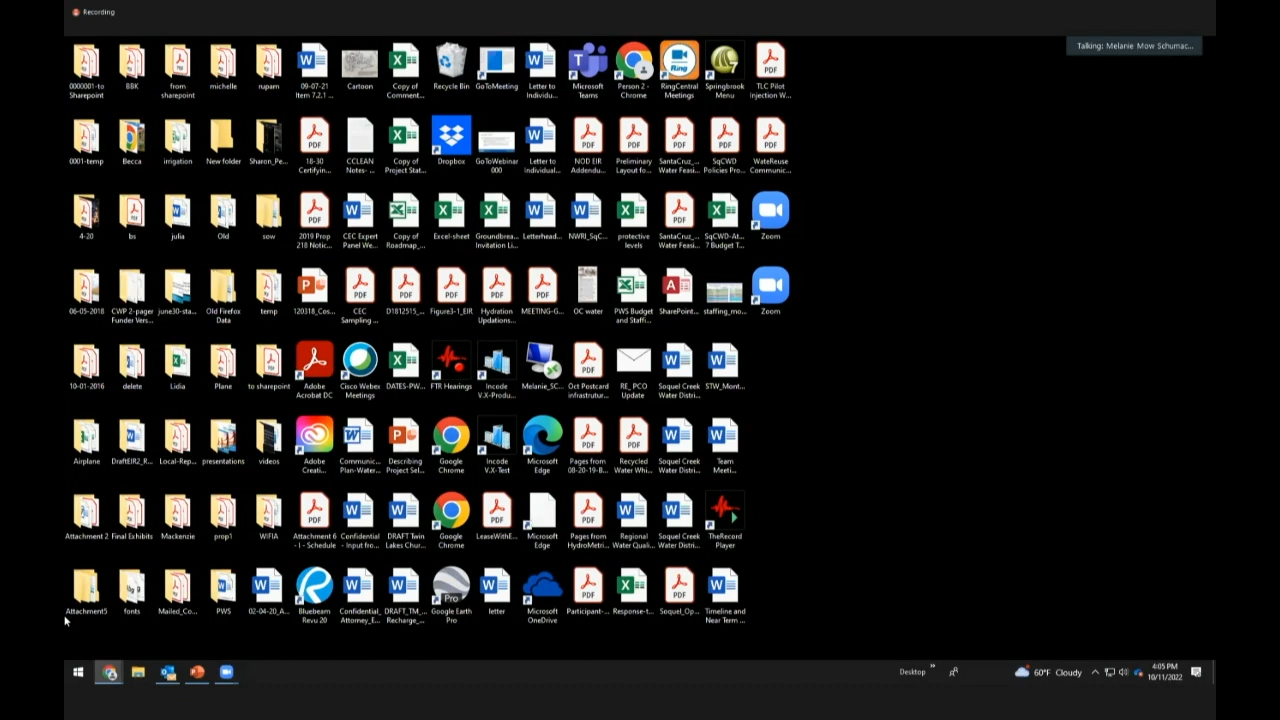 Recording
Talking: Melanie Mow Schumac...
0000001-to Sharepoint
BBK
from sharepoint
michelle
rupam
09-07-21 Item 7.2.1 ...
Cartoon
Copy of Comment...
Recycle Bin
GoToMeeting
Letter to Individu...
Microsoft Teams
Person 2 - Chrome
RingCentral Meetings
Springbrook Menu
TLC Pilot Injection W...
0001-temp
Becca
irrigation
New folder
Sharon_Pe...
18-30 Certifyin...
CCLEAN Notes- ...
Copy of Project Stat...
Dropbox
GoToWebinar 000
Letter to Individual...
NOD EIR Addendu...
Preliminary Layout fo...
SantaCruz_... Water Feasi...
SqCWD Policies Pro...
WateReuse Communic...
4-20
bs
julia
Old
sow
2019 Prop 218 Notic...
CEC Expert Panel We...
Copy of Roadmap_...
Excel-sheet
Groundbrea... Invitation Li...
Letterhead...
NWRI_SqC...
protective levels
SantaCruz_... Water Feasi...
SqCWD-At... 7 Budget T...
Zoom
06-05-2018
CWP 2-pager Funder Vers...
june30-sta...
Old Firefox Data
temp
120318_Cos...
CEC Sampling ...
D1812515_...
Figure3-1_EIR
Hydration Updations...
MEETING-G...
OC water
PWS Budget and Staffi...
SharePoint...
staffing_mo...
Zoom
10-01-2016
delete
Lidia
Plane
to sharepoint
Adobe Acrobat DC
Cisco Webex Meetings
DATES-PW...
FTR Hearings
Incode V.X-Produ...
Melanie_SC...
Oct Postcard infrastrutur...
RE_ PCO Update
Soquel Creek Water Distri...
STW_Mont...
Airplane
DraftEIR2_R...
Local-Rep...
presentations
videos
Adobe Creati...
Communic... Plan-Water...
Describing Project Sel...
Google Chrome
Incode V.X-Test
Microsoft Edge
Pages from 08-20-19-B...
Recycled Water Whi...
Soquel Creek Water Distri...
Team Meeti...
Attachment 2
Final Exhibits
Mackenzie
prop1
WIFIA
Attachment 6 - I - Schedule
Confidential - Input fro...
DRAFT Twin Lakes Chur...
Google Chrome
LeaseWithE...
Microsoft Edge
Pages from HydroMetri...
Regional Water Quali...
Soquel Creek Water Distri...
TheRecord Player
Attachment5
fonts
Mailed_Co...
PWS
02-04-20_A...
Bluebeam Revu 20
Confidential_ Attorney_E...
DRAFT_TM_... Recharge_...
Google Earth Pro
letter
Microsoft OneDrive
Participant-...
Response-t...
Soquel_Op...
Timeline and Near Term ...
Desktop
60°F Cloudy
4:05 PM
10/11/2022